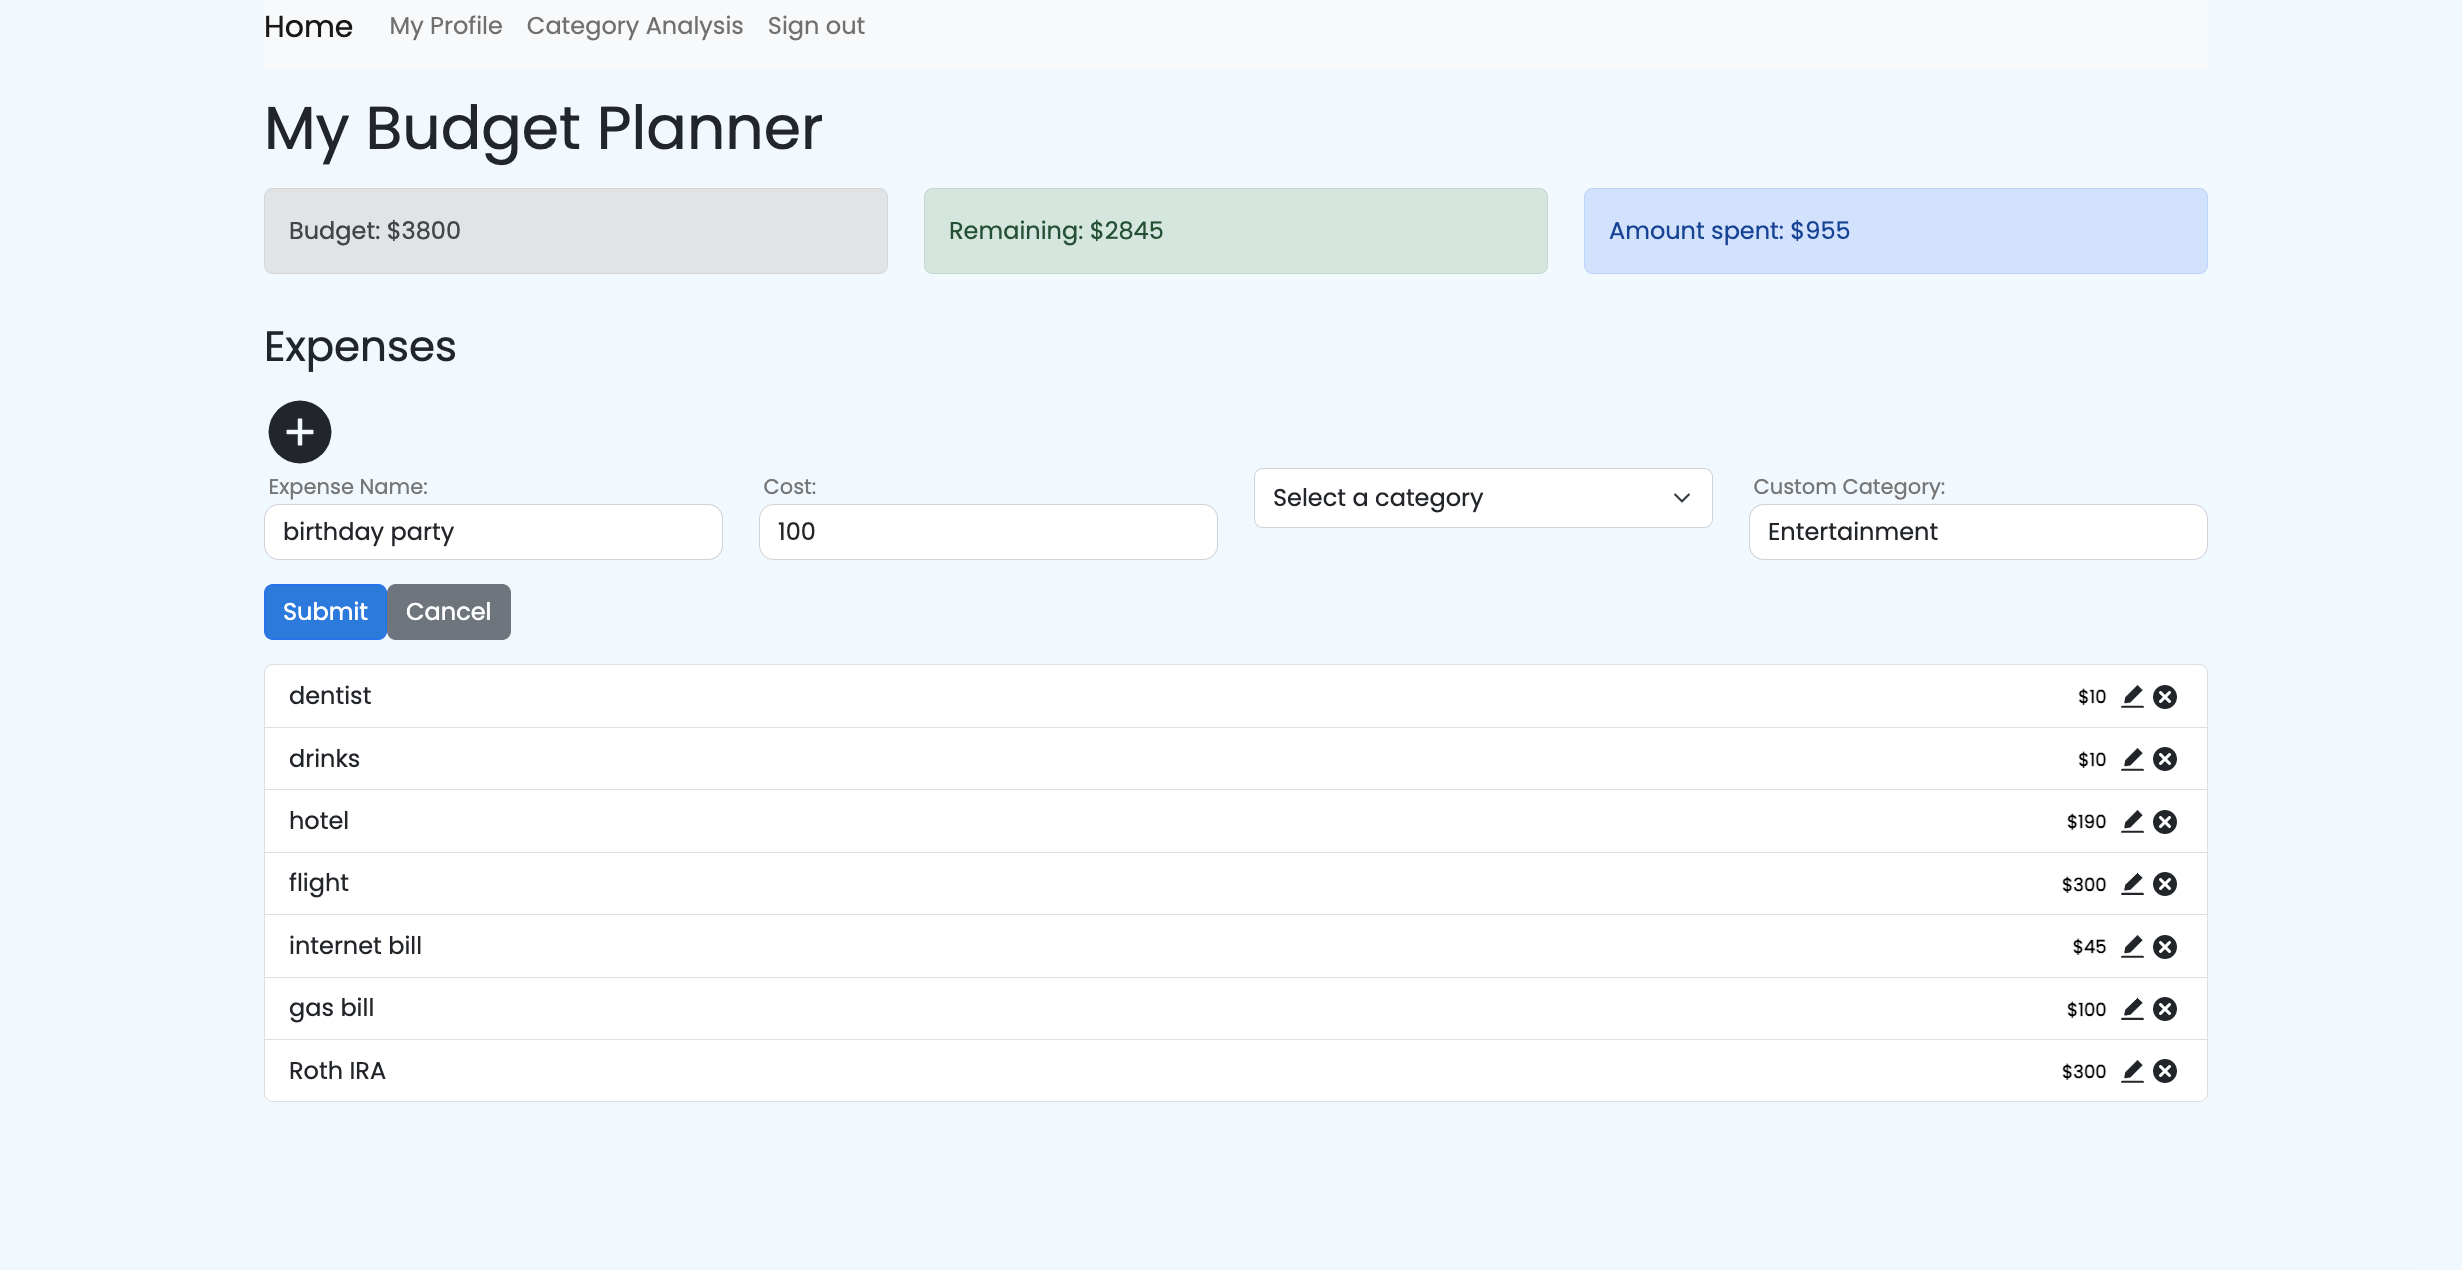 Home My Profile Category Analysis Sign out
My Budget Planner
Budget: $3800 Remaining: $2845 Amount spent: $955
Expenses
Expense Name: Cost: Select a category Custom Category:
birthday party 100 Entertainment
Submit Cancel
dentist $10
drinks $10
hotel $190
flight $300
internet bill $45
gas bill $100
Roth IRA $300